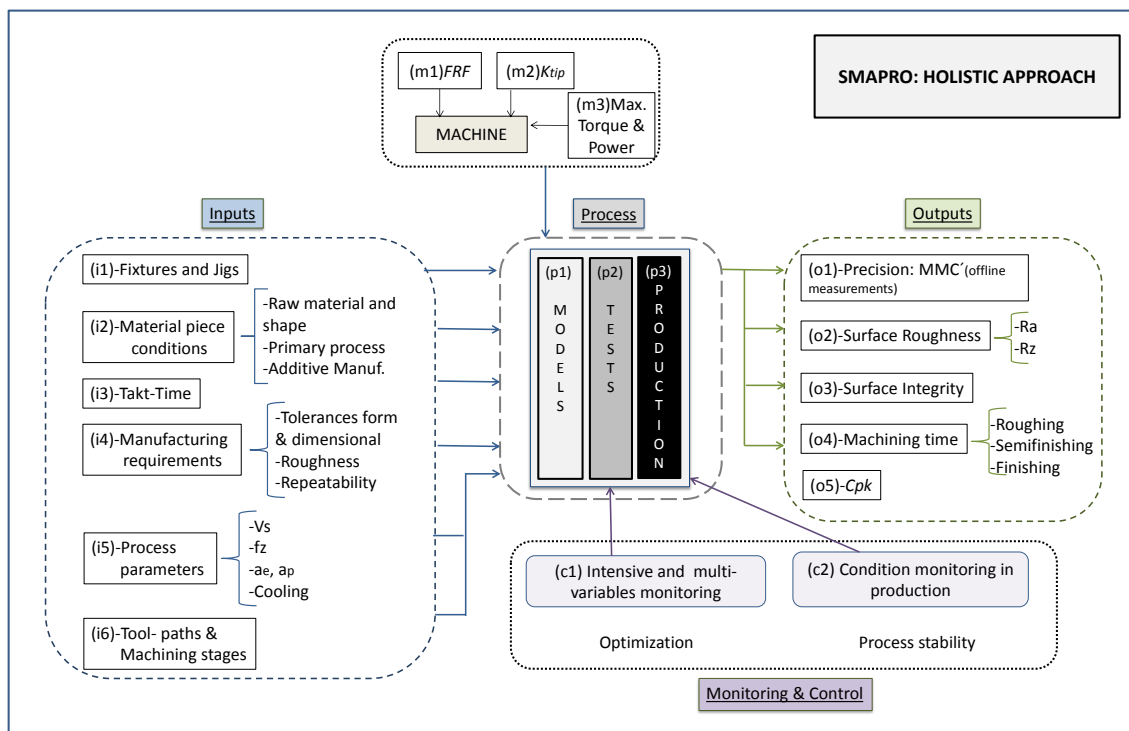 SMAPRO: HOLISTIC APPROACH
(m1)FRF
(m2)Ktip
(m3)Max.
Torque &
Power
MACHINE
Inputs
(i1)-Fixtures and Jigs
(i2)-Material piece
conditions
-Raw material and
shape
-Primary process
-Additive Manuf.
(i3)-Takt-Time
(i4)-Manufacturing
requirements
-Tolerances form
& dimensional
-Roughness
-Repeatability
(i5)-Process
parameters
-Vs
-fz
-ae, ap
-Cooling
(i6)-Tool- paths &
Machining stages
Process
(p1)
MODELS
(p2)
TESTS
(p3)
PRODUCTION
Outputs
(o1)-Precision: MMC´(offline
measurements)
(o2)-Surface Roughness
-Ra
-Rz
(o3)-Surface Integrity
(o4)-Machining time
-Roughing
-Semifinishing
-Finishing
(o5)-Cpk
(c1) Intensive and multi-
variables monitoring
(c2) Condition monitoring in
production
Optimization
Process stability
Monitoring & Control